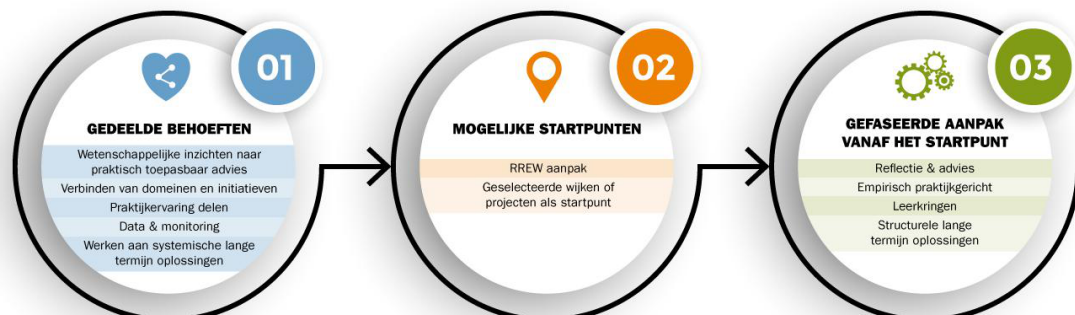 01
GEDEELDE BEHOEFTEN
Wetenschappelijke inzichten naar
praktisch toepasbaar advies
Verbinden van domeinen en initiatieven
Praktijkervaring delen
Data & monitoring
Werken aan systemische lange
termijn oplossingen
02
MOGELIJKE STARTPUNTEN
RREW aanpak
Geselecteerde wijken of
projecten als startpunt
03
GEFASEERDE AANPAK
VANAF HET STARTPUNT
Reflectie & advies
Empirisch praktijkgericht
Leerkringen
Structurele lange
termijn oplossingen